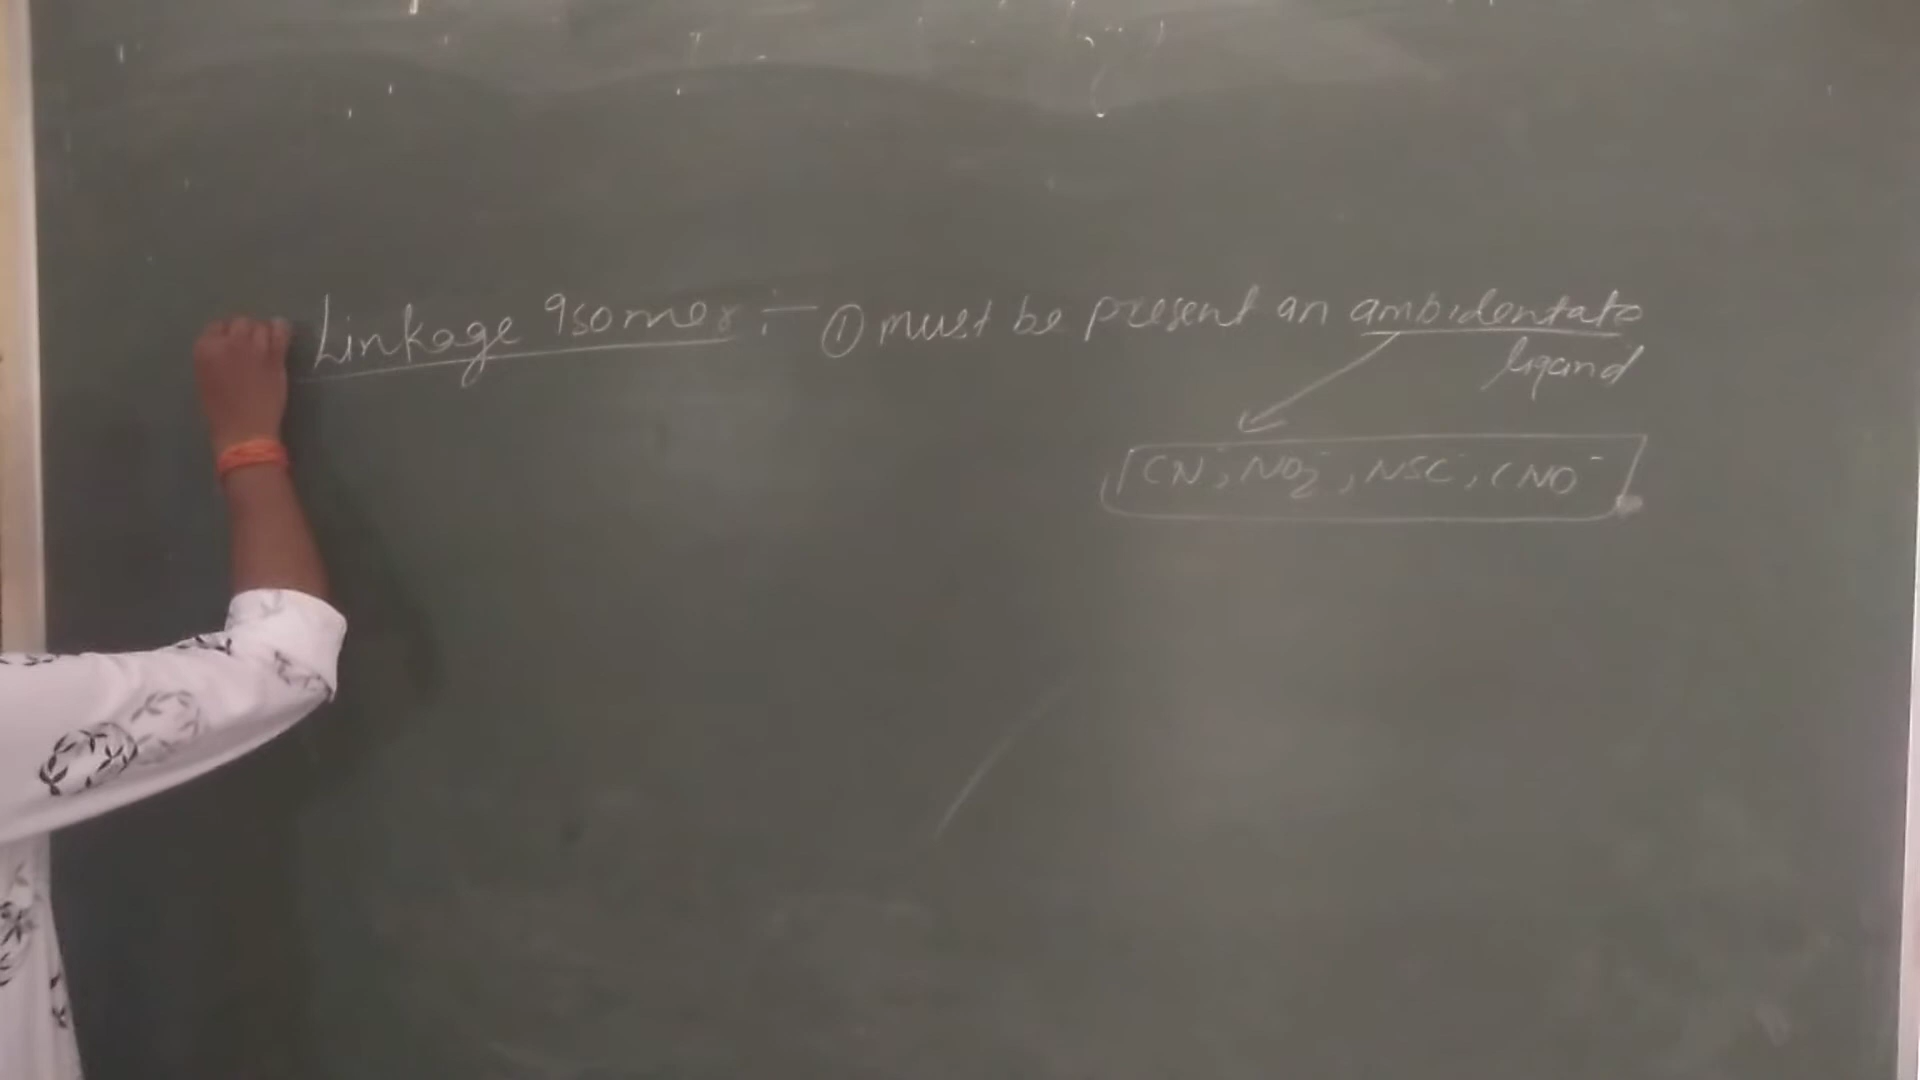 Linkage Isomer :- ① must be present an ambidentate
ligand
CN⁻, NO₂⁻, NSC⁻, CNO⁻